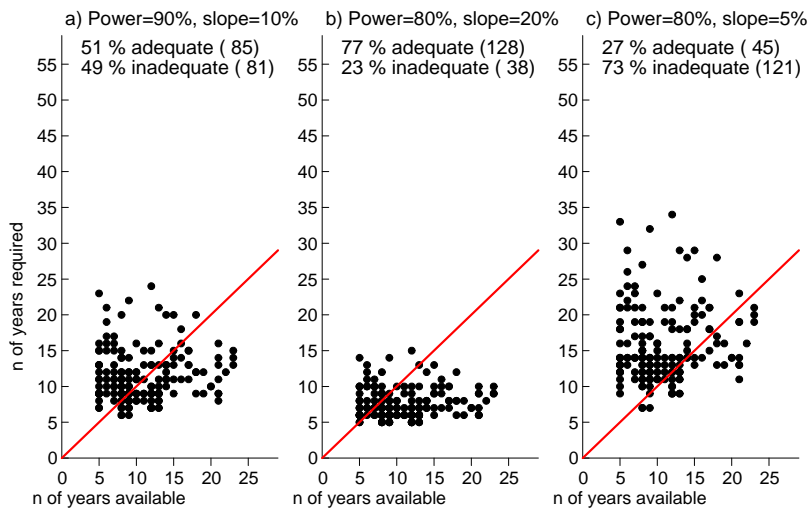 a) Power=90%, slope=10%
51 % adequate ( 85)
49 % inadequate ( 81)
55
50
45
40
35
30
25
20
15
10
5
0
n of years required
0 5 10 15 20 25
n of years available
b) Power=80%, slope=20%
77 % adequate (128)
23 % inadequate ( 38)
55
50
45
40
35
30
25
20
15
10
5
0
0 5 10 15 20 25
n of years available
c) Power=80%, slope=5%
27 % adequate ( 45)
73 % inadequate (121)
55
50
45
40
35
30
25
20
15
10
5
0
0 5 10 15 20 25
n of years available